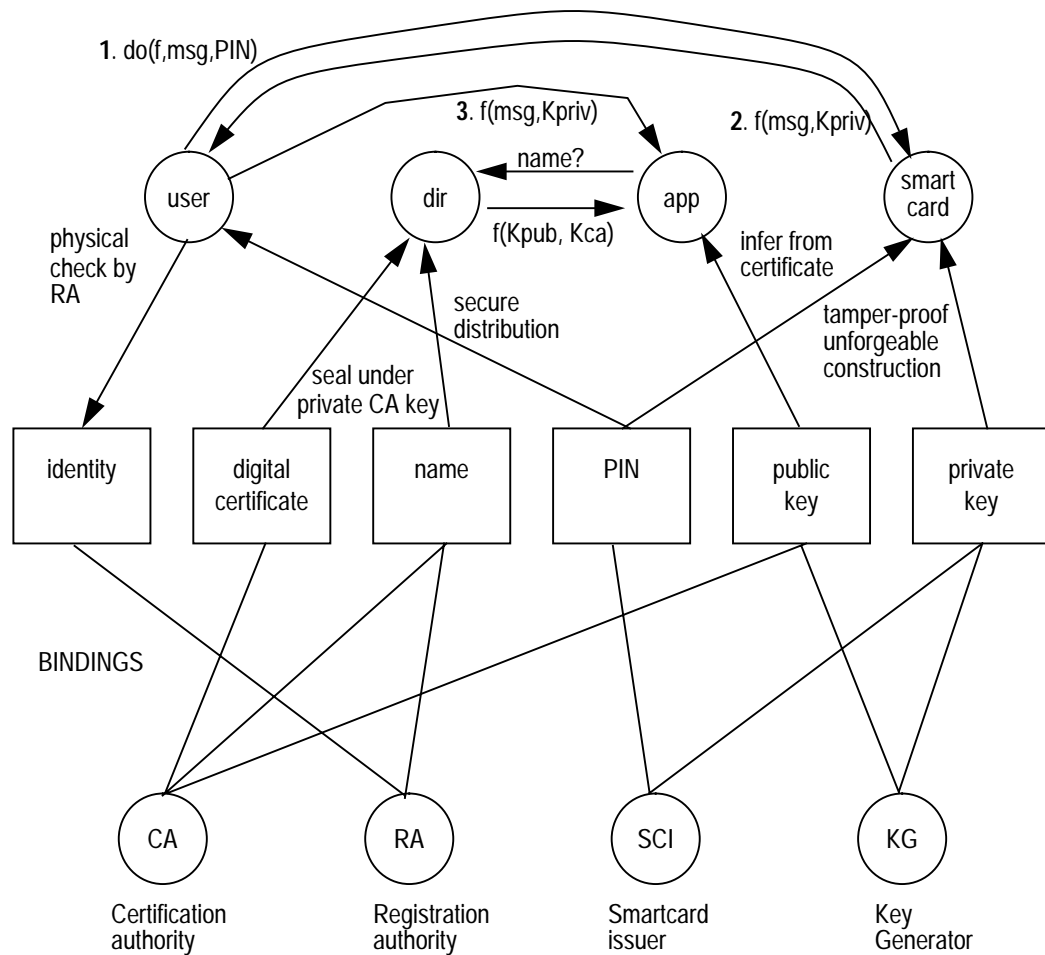 1. do(f,msg,PIN)
3. f(msg,Kpriv)
2. f(msg,Kpriv)
name?
user
dir
app
smart
card
f(Kpub, Kca)
physical
check by
RA
infer from
certificate
secure
distribution
tamper-proof
unforgeable
construction
seal under
private CA key
identity
digital
certificate
name
PIN
public
key
private
key
BINDINGS
CA
RA
SCI
KG
Certification
authority
Registration
authority
Smartcard
issuer
Key
Generator